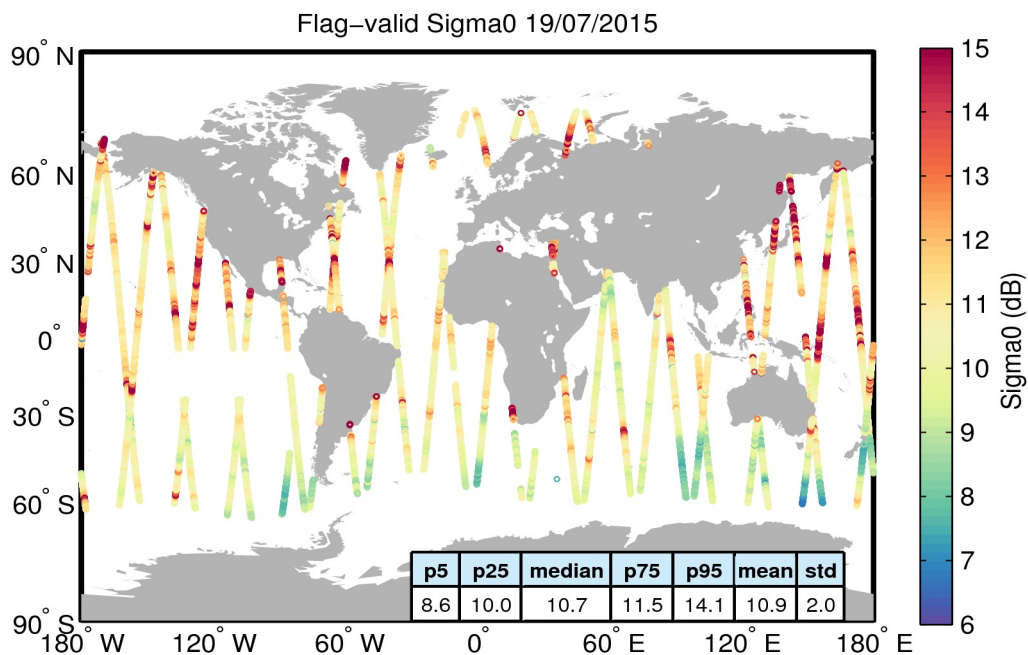 Flag−valid Sigma0 19/07/2015
90° N
60° N
30° N
0°
30° S
60° S
90° S
180° W
120° W
60° W
0°
60° E
120° E
180° E
15
14
13
12
11
10
9
8
7
6
Sigma0 (dB)
p5 p25 median p75 p95 mean std
8.6 10.0 10.7 11.5 14.1 10.9 2.0